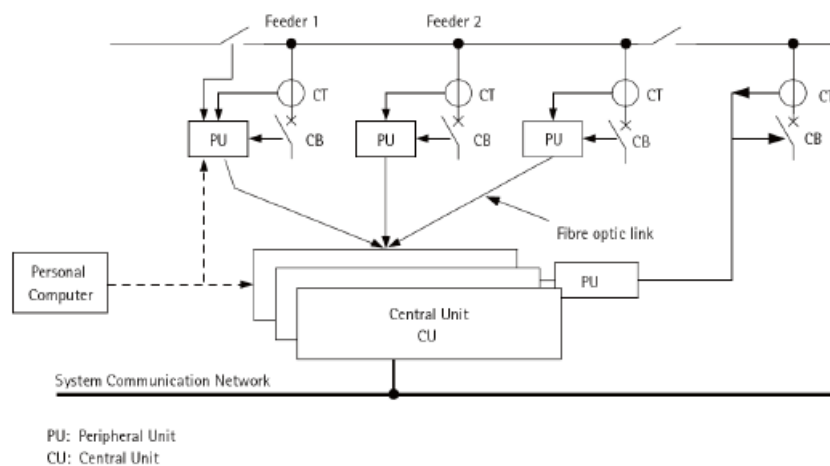 Feeder 1
Feeder 2
CT
CT
CT
CT
PU
CB
PU
CB
PU
CB
CB
Fibre optic link
Personal
Computer
PU
Central Unit
CU
System Communication Network
PU: Peripheral Unit
CU: Central Unit